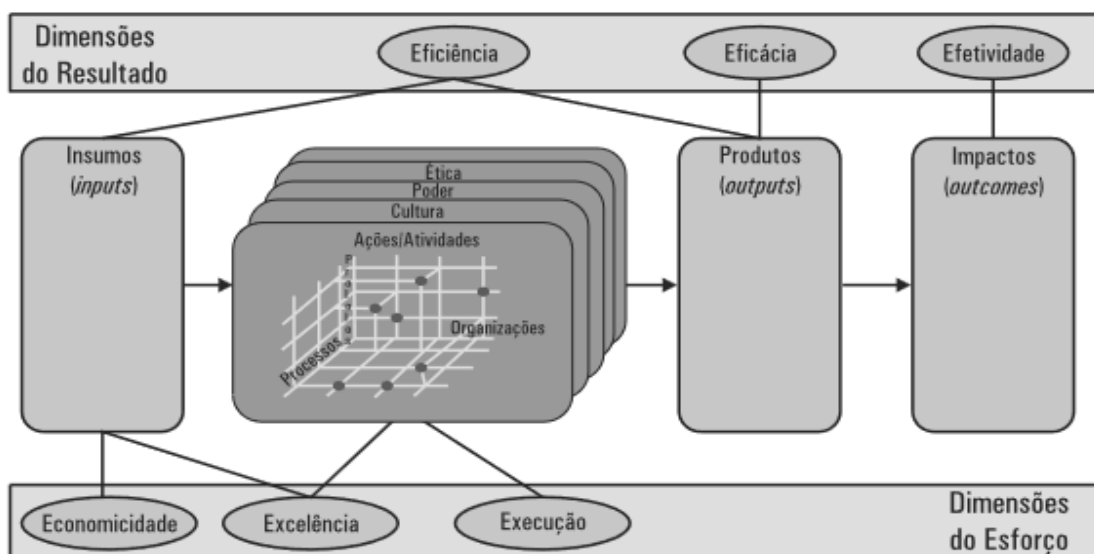 Dimensões
do Resultado
Eficiência
Eficácia
Efetividade
Insumos
(inputs)
Ética
Poder
Cultura
Ações/Atividades
Processos
Organizações
Produtos
(outputs)
Impactos
(outcomes)
Economicidade
Excelência
Execução
Dimensões
do Esforço